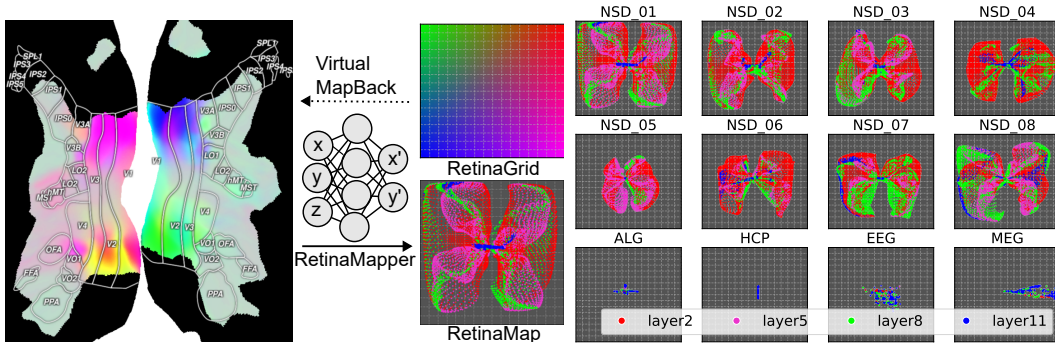 SPL1
IPS3
IPS4
IPS5
IPS2
IPS1
IPS0
V3A
V3B
LO2
LO2
hMT
MST
V3
V1
V4
V2
OFA
VO1
FFA
VO2
PPA
SPL1
IPS3
IPS4
IPS2
IPS1
V3A
IPS0
V3B
V1
LO1
LO2
hMT
MST
V4
V2
V3
VO1
OFA
VO2
FFA
PPA
Virtual
MapBack
x
y
z
x'
y'
RetinaMapper
RetinaGrid
RetinaMap
NSD_01
NSD_02
NSD_03
NSD_04
NSD_05
NSD_06
NSD_07
NSD_08
ALG
HCP
EEG
MEG
layer2
layer5
layer8
layer11